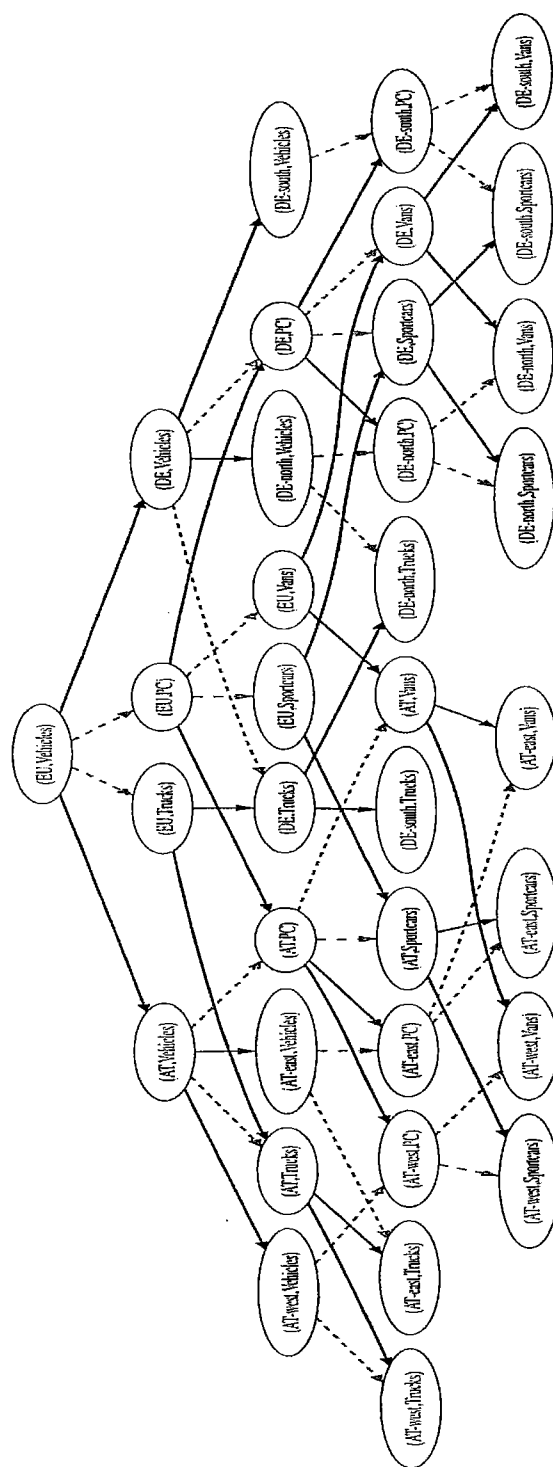 (EU,Vehicles)
(AT,Vehicles)
(EU,Trucks)
(EU,PC)
(DE,Vehicles)
(AT-west,Vehicles)
(AT,Trucks)
(AT-east,Vehicles)
(AT,PC)
(DE,Trucks)
(EU,Sportcars)
(EU,Vans)
(DE-north,Vehicles)
(DE,PC)
(DE-south,Vehicles)
(AT-west,Trucks)
(AT-east,Trucks)
(AT-west,PC)
(AT-east,PC)
(AT,Sportcars)
(DE-south,Trucks)
(AT,Vans)
(DE-north,Trucks)
(DE-north,PC)
(DE,Sportcars)
(DE,Vans)
(DE-south,PC)
(AT-west,Sportcars)
(AT-west,Vans)
(AT-east,Sportcars)
(AT-east,Vans)
(DE-north,Sportcars)
(DE-north,Vans)
(DE-south,Sportcars)
(DE-south,Vans)